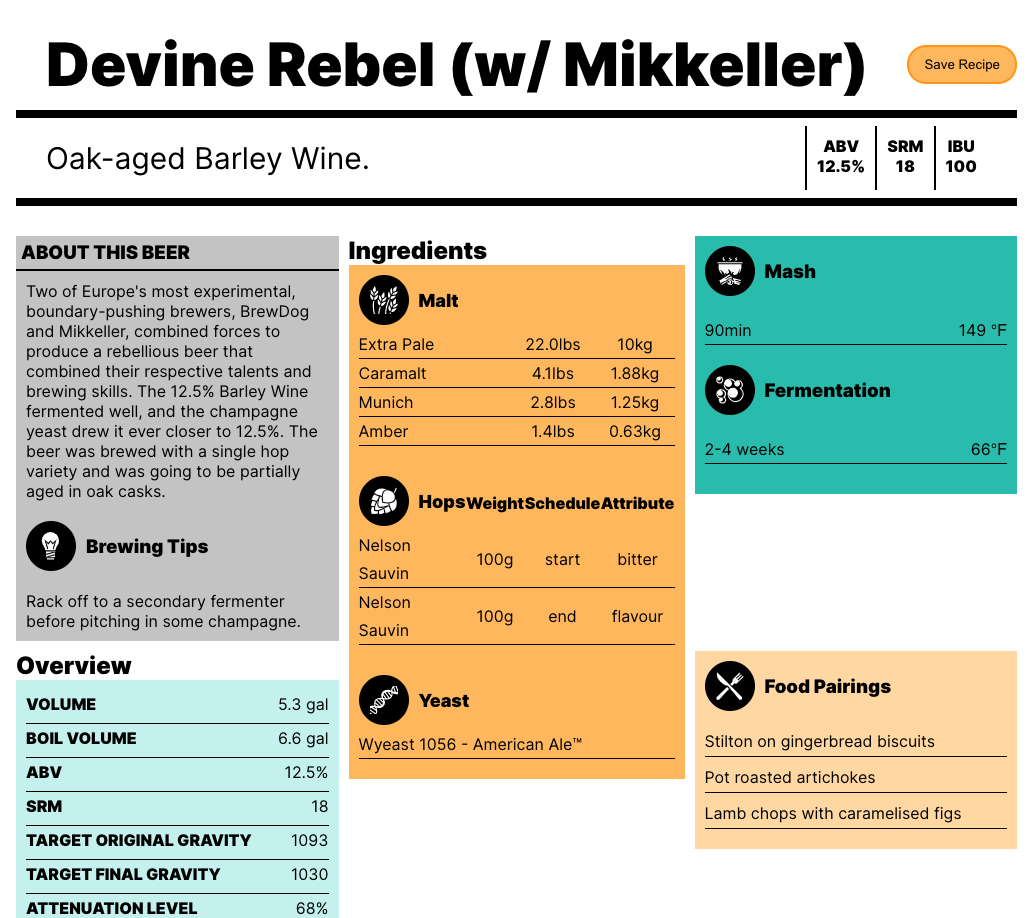 Devine Rebel (w/ Mikkeller)
Save Recipe
Oak-aged Barley Wine.
ABV 12.5%
SRM 18
IBU 100
ABOUT THIS BEER
Two of Europe's most experimental,
boundary-pushing brewers, BrewDog
and Mikkeller, combined forces to
produce a rebellious beer that
combined their respective talents and
brewing skills. The 12.5% Barley Wine
fermented well, and the champagne
yeast drew it ever closer to 12.5%. The
beer was brewed with a single hop
variety and was going to be partially
aged in oak casks.
Brewing Tips
Rack off to a secondary fermenter
before pitching in some champagne.
Overview
VOLUME 5.3 gal
BOIL VOLUME 6.6 gal
ABV 12.5%
SRM 18
TARGET ORIGINAL GRAVITY 1093
TARGET FINAL GRAVITY 1030
ATTENUATION LEVEL 68%
Ingredients
Malt
Extra Pale 22.0lbs 10kg
Caramalt 4.1lbs 1.88kg
Munich 2.8lbs 1.25kg
Amber 1.4lbs 0.63kg
Hops Weight Schedule Attribute
Nelson
Sauvin 100g start bitter
Nelson
Sauvin 100g end flavour
Yeast
Wyeast 1056 - American Ale™
Mash
90min 149 °F
Fermentation
2-4 weeks 66°F
Food Pairings
Stilton on gingerbread biscuits
Pot roasted artichokes
Lamb chops with caramelised figs